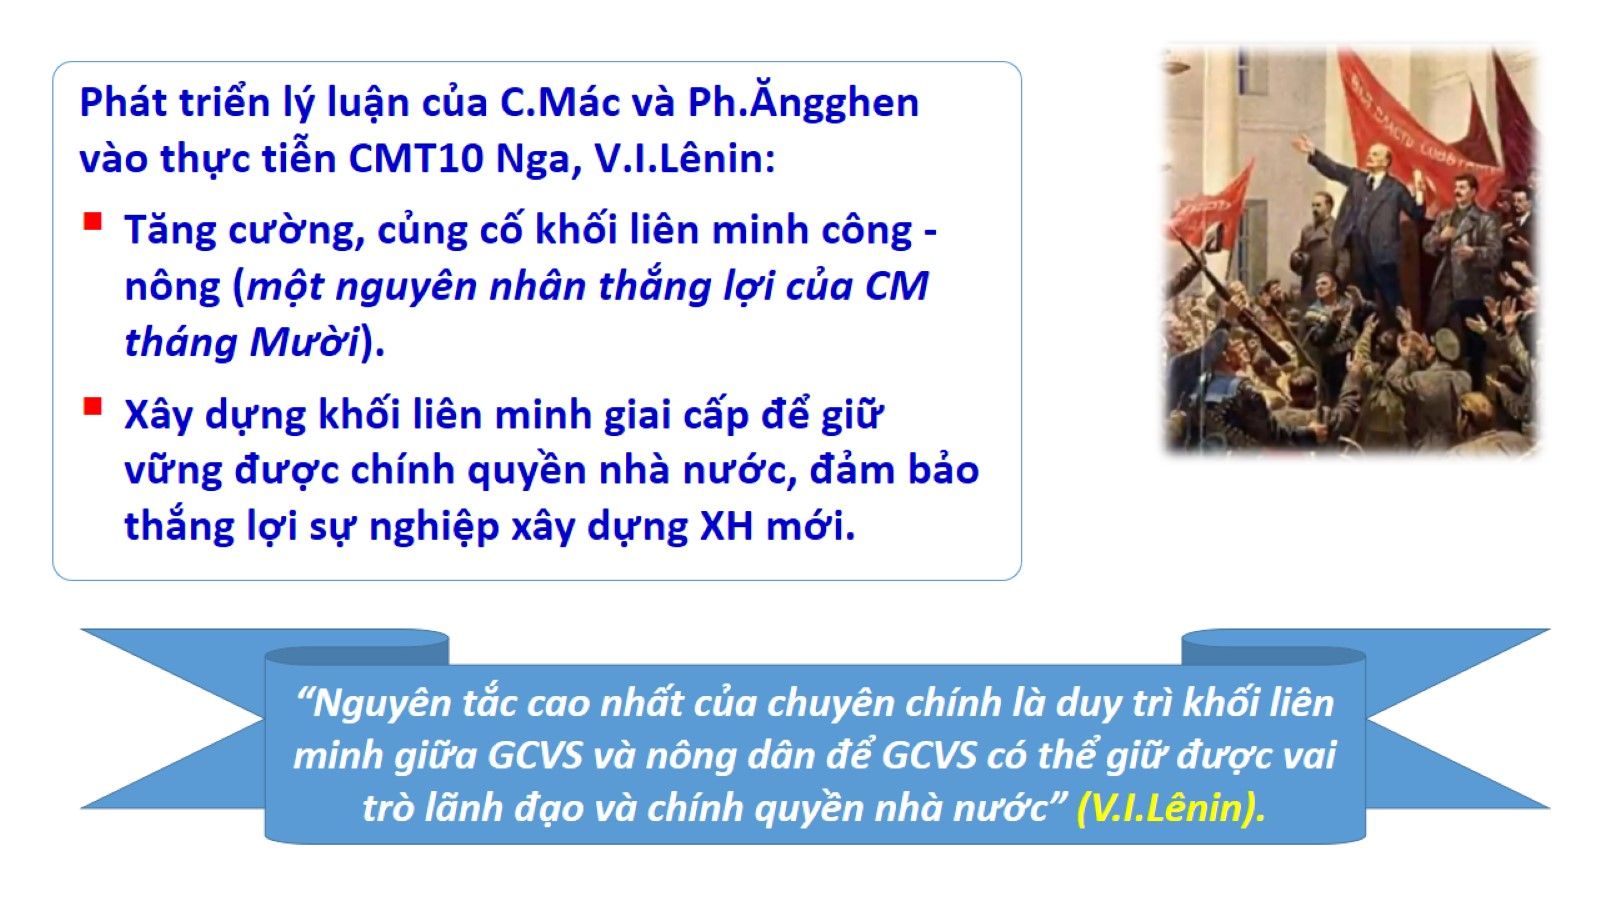 Phát triển lý luận của C.Mác và Ph.Ăngghen
vào thực tiễn CMT10 Nga, V.I.Lênin:
Tăng cường, củng cố khối liên minh công -
nông (một nguyên nhân thắng lợi của CM
tháng Mười).
Xây dựng khối liên minh giai cấp để giữ
vững được chính quyền nhà nước, đảm bảo
thắng lợi sự nghiệp xây dựng XH mới.
“Nguyên tắc cao nhất của chuyên chính là duy trì khối liên
minh giữa GCVS và nông dân để GCVS có thể giữ được vai
trò lãnh đạo và chính quyền nhà nước” (V.I.Lênin).